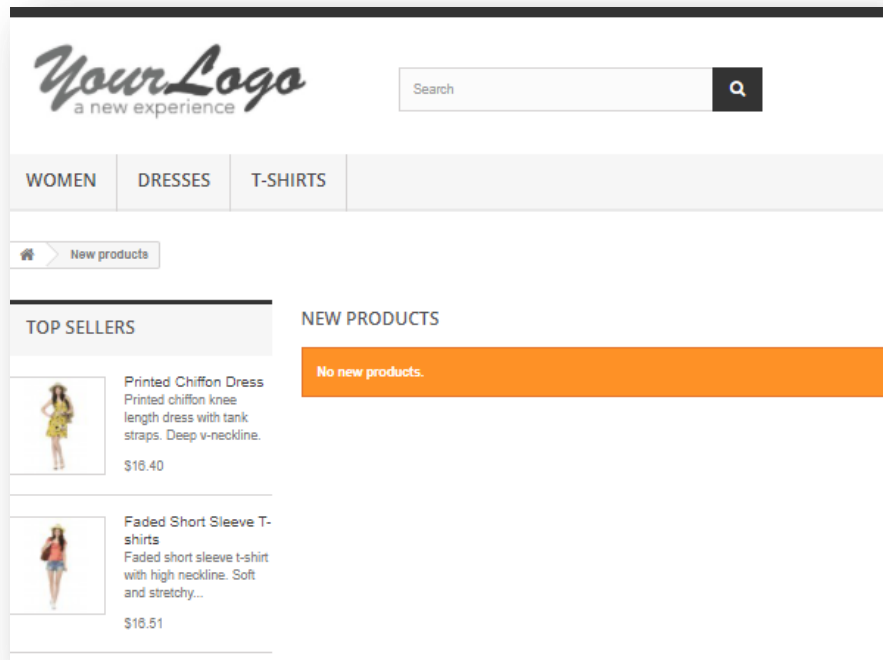 YourLogo
a new experience
Search
WOMEN
DRESSES
T-SHIRTS
New products
TOP SELLERS
Printed Chiffon Dress
Printed chiffon knee
length dress with tank
straps. Deep v-neckline.
$16.40
Faded Short Sleeve T-
shirts
Faded short sleeve t-shirt
with high neckline. Soft
and stretchy...
$16.51
NEW PRODUCTS
No new products.